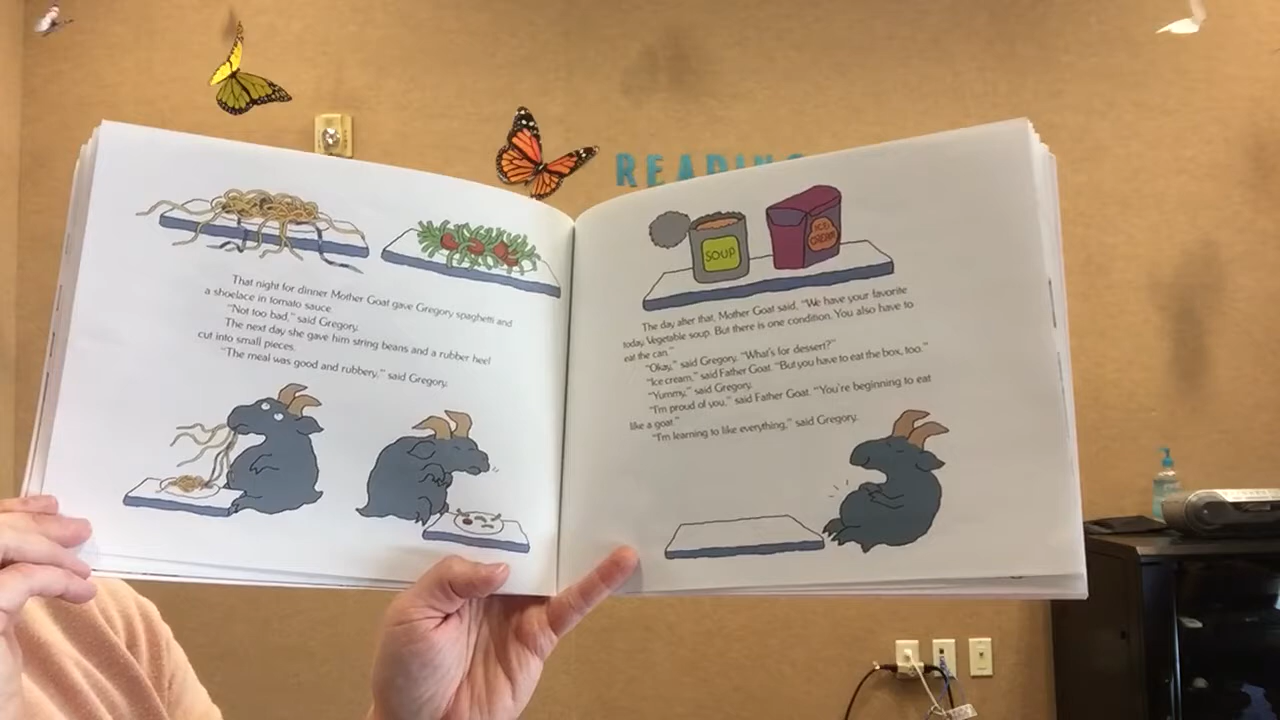 READING
That night for dinner Mother Goat gave Gregory spaghetti and
a shoelace in tomato sauce.
"Not too bad," said Gregory.
The next day she gave him string beans and a rubber heel
cut into small pieces.
"The meal was good and rubbery," said Gregory.
SOUP
ICE
CREAM
The day after that, Mother Goat said, "We have your favorite
today. Vegetable soup. But there is one condition. You also have to
eat the can."
"Okay," said Gregory. "What's for dessert?"
"Ice cream," said Father Goat. "But you have to eat the box, too."
"Yummy," said Gregory.
"I'm proud of you," said Father Goat. "You're beginning to eat
like a goat."
"I'm learning to like everything," said Gregory.